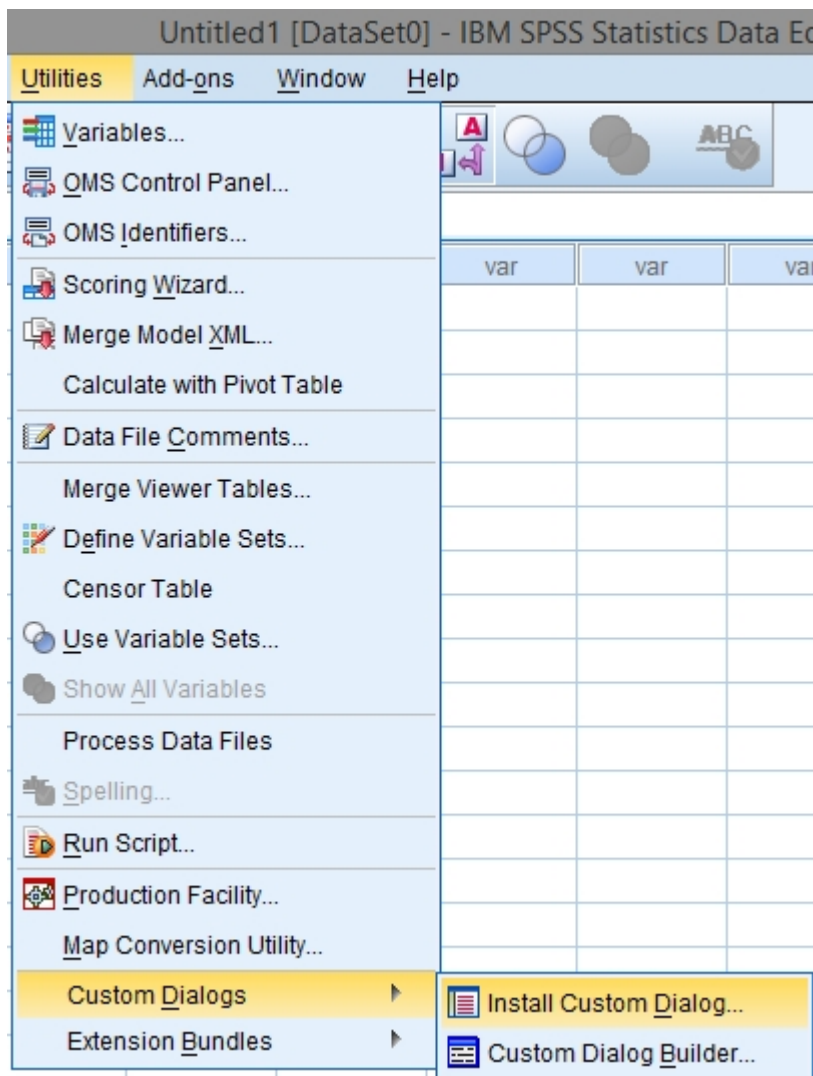 Untitled1 [DataSet0] - IBM SPSS Statistics Data Ed
Utilities Add-ons Window Help
Variables...
OMS Control Panel...
OMS Identifiers...
var var va
Scoring Wizard...
Merge Model XML...
Calculate with Pivot Table
Data File Comments...
Merge Viewer Tables...
Define Variable Sets...
Censor Table
Use Variable Sets...
Show All Variables
Process Data Files
Spelling...
Run Script...
Production Facility...
Map Conversion Utility...
Custom Dialogs
Install Custom Dialog...
Extension Bundles
Custom Dialog Builder...